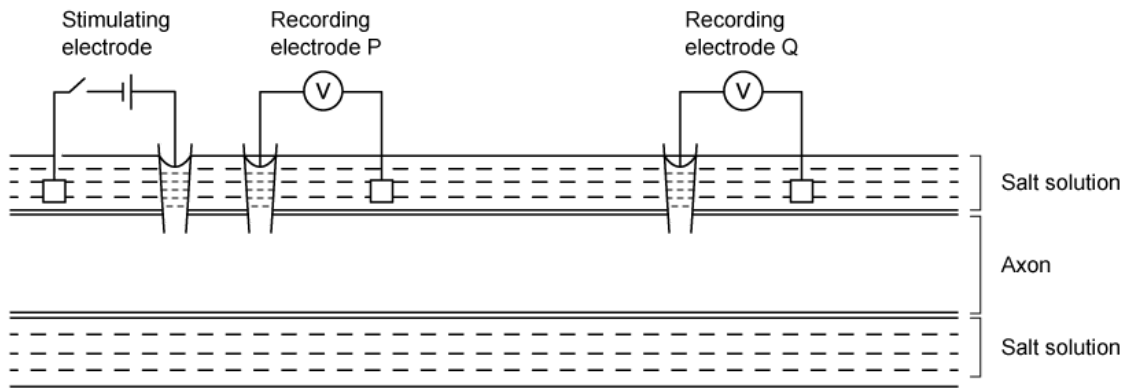 Stimulating
electrode
Recording
electrode P
Recording
electrode Q
V
V
Salt solution
Axon
Salt solution